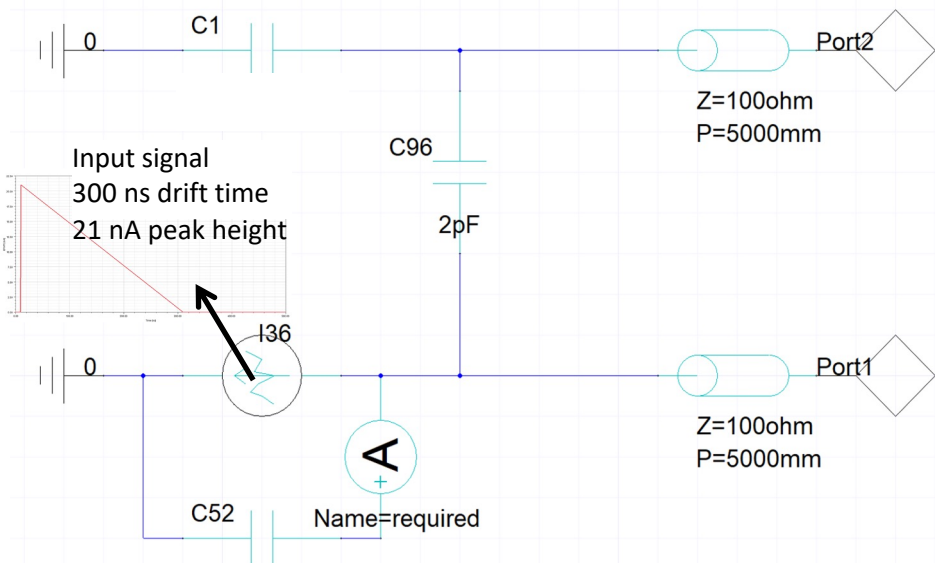 C1
0
Port2
Z=100ohm
P=5000mm
C96
2pF
Input signal
300 ns drift time
21 nA peak height
I36
0
Port1
Z=100ohm
P=5000mm
A
+
C52
Name=required